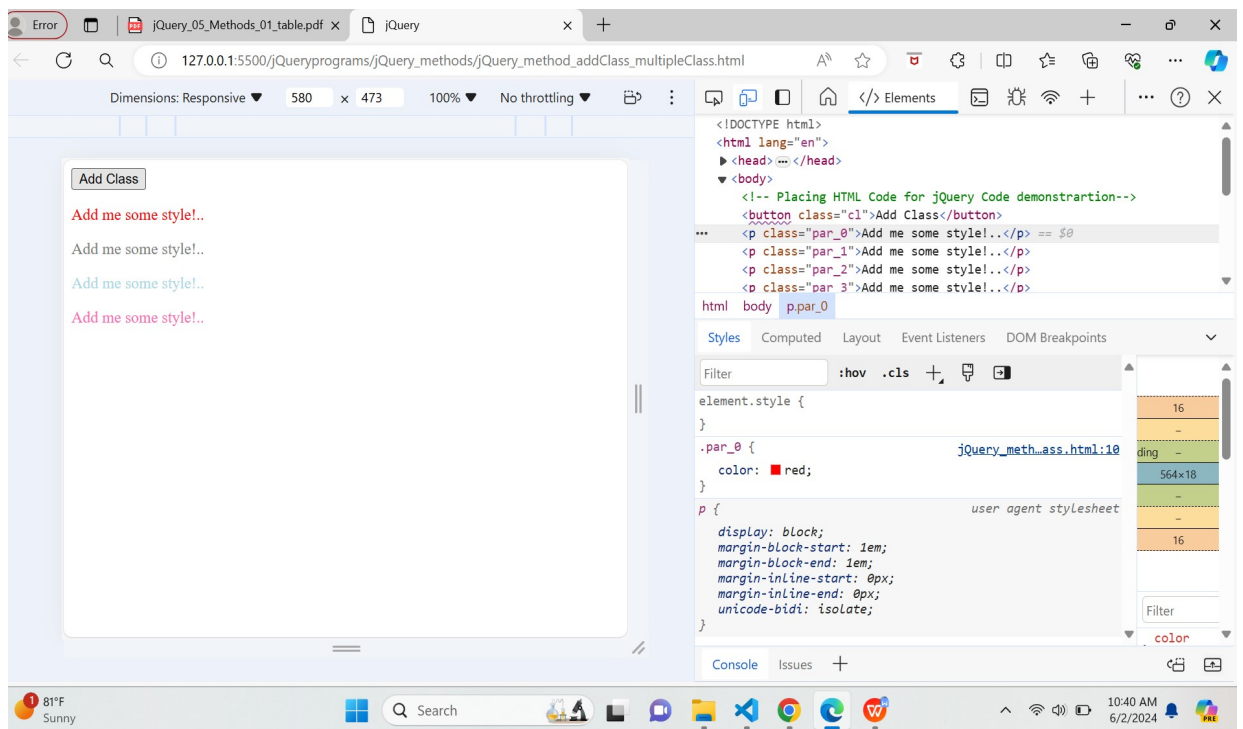 Error
jQuery_05_Methods_01_table.pdf
jQuery
127.0.0.1:5500/jQueryprograms/jQuery_methods/jQuery_method_addClass_multipleClass.html
Dimensions: Responsive 580 x 473 100% No throttling
</> Elements
Add Class
Add me some style!..
Add me some style!..
Add me some style!..
Add me some style!..
<!DOCTYPE html>
<html lang="en">
<head> ... </head>
<body>
<!-- Placing HTML Code for jQuery Code demonstrartion-->
<button class="cl">Add Class</button>
... <p class="par_0">Add me some style!..</p> == $0
<p class="par_1">Add me some style!..</p>
<p class="par_2">Add me some style!..</p>
<p class="par_3">Add me some style!..</p>
html body p.par_0
Styles Computed Layout Event Listeners DOM Breakpoints
Filter :hov .cls
element.style {
}
.par_0 { jQuery_meth…ass.html:10
color: red;
}
p { user agent stylesheet
display: block;
margin-block-start: 1em;
margin-block-end: 1em;
margin-inline-start: 0px;
margin-inline-end: 0px;
unicode-bidi: isolate;
}
16
–
ding –
564×18
–
–
16
Filter
color
Console Issues
1
81°F
Sunny
Search
10:40 AM
6/2/2024
PRE